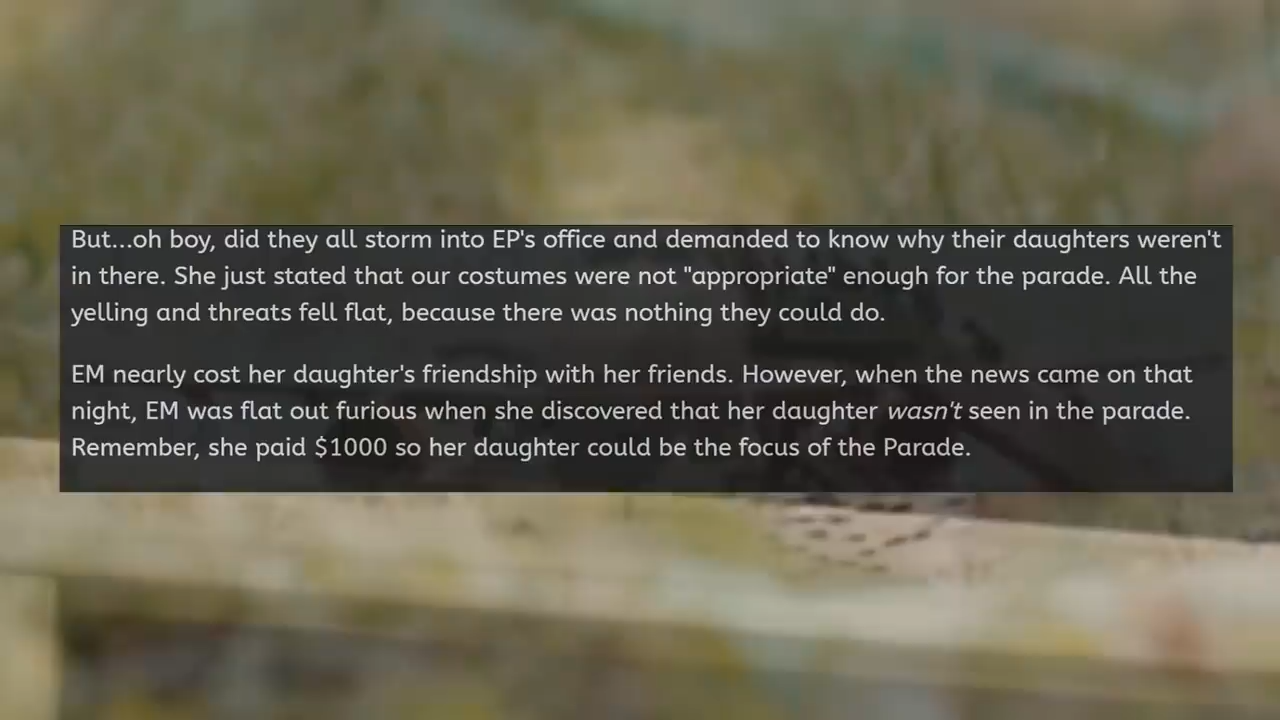 But...oh boy, did they all storm into EP's office and demanded to know why their daughters weren't
in there. She just stated that our costumes were not "appropriate" enough for the parade. All the
yelling and threats fell flat, because there was nothing they could do.
EM nearly cost her daughter's friendship with her friends. However, when the news came on that
night, EM was flat out furious when she discovered that her daughter wasn't seen in the parade.
Remember, she paid $1000 so her daughter could be the focus of the Parade.